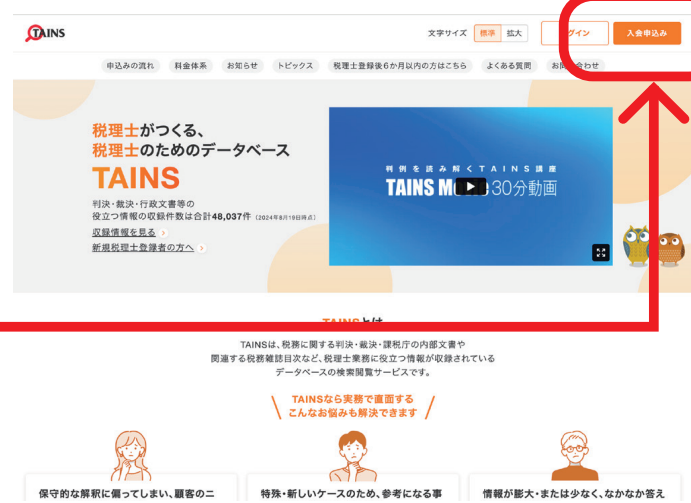 TAINS
文字サイズ 標準 拡大 グイン 入会申込み
申込みの流れ 料金体系 お知らせ トピックス 税理士登録後6か月以内の方はこちら よくある質問 お問い合わせ
税理士がつくる、
税理士のためのデータベース
TAINS
判決・裁決・行政文書等の
役立つ情報の収録件数は合計48,037件 (2024年8月19日時点)
収録情報を見る
新規税理士登録者の方へ
判例を読み解くTAINS講座
TAINS M e 30分動画
TAINSとは
TAINSは、税務に関する判決・裁決・課税庁の内部文書や
関連する税務雑誌目次など、税理士業務に役立つ情報が収録されている
データベースの検索閲覧サービスです。
TAINSなら実務で直面する
こんなお悩みも解決できます
保守的な解釈に偏ってしまい、顧客のニ
特殊・新しいケースのため、参考になる事
情報が膨大・または少なく、なかなか答え